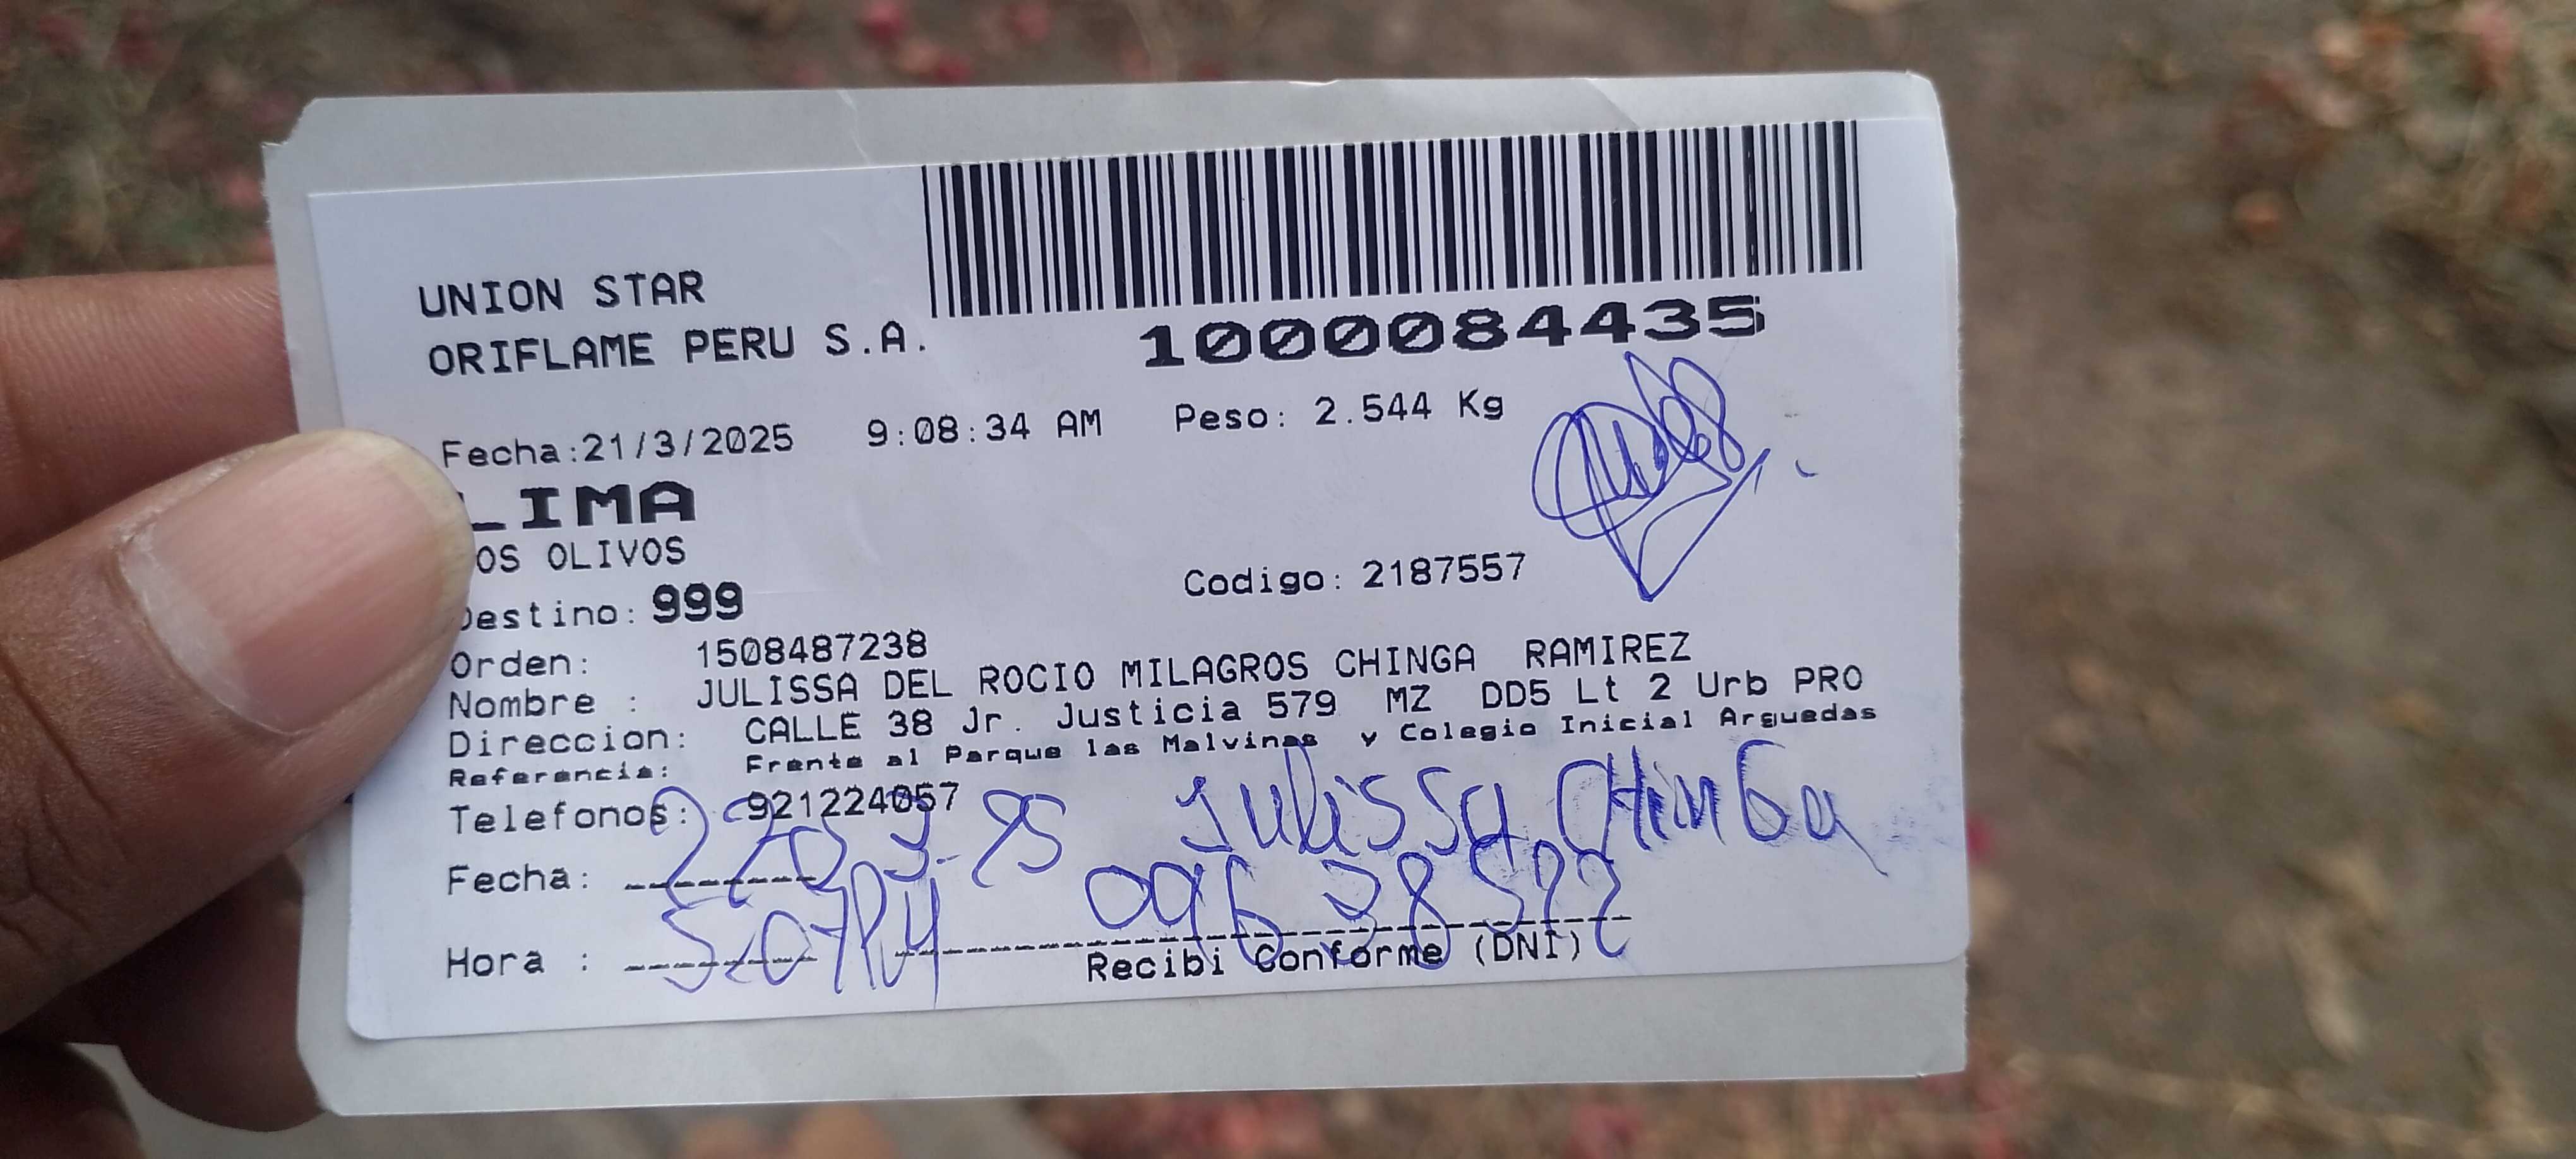 UNION STAR
ORIFLAME PERU S.A.
1000084435
Fecha:21/3/2025 9:08:34 AM Peso: 2.544 Kg
LIMA
OS OLIVOS
Destino: 999 Codigo: 2187557
Orden: 1508487238
Nombre : JULISSA DEL ROCIO MILAGROS CHINGA RAMIREZ
Direccion: CALLE 38 Jr. Justicia 579 MZ DD5 Lt 2 Urb PRO
Referencia: Frente al Parque las Malvinas y Colegio Inicial Arguedas
Telefonos: 921224057
Julissa CHinGa
Fecha:
Hora :
Recibi Conforme (DNI)